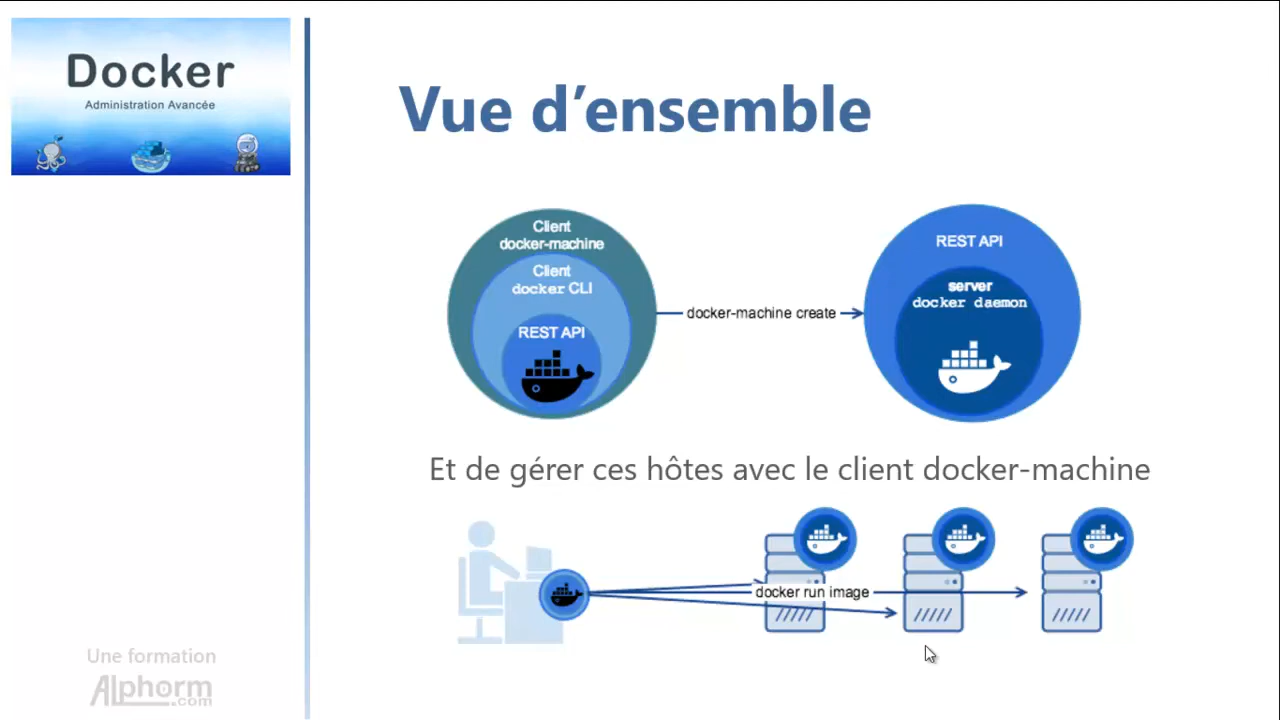 Docker
Administration Avancée
Vue d’ensemble
Client
docker-machine
Client
docker CLI
REST API
docker-machine create
REST API
server
docker daemon
Et de gérer ces hôtes avec le client docker-machine
docker run image
Une formation
Alphorm
.com